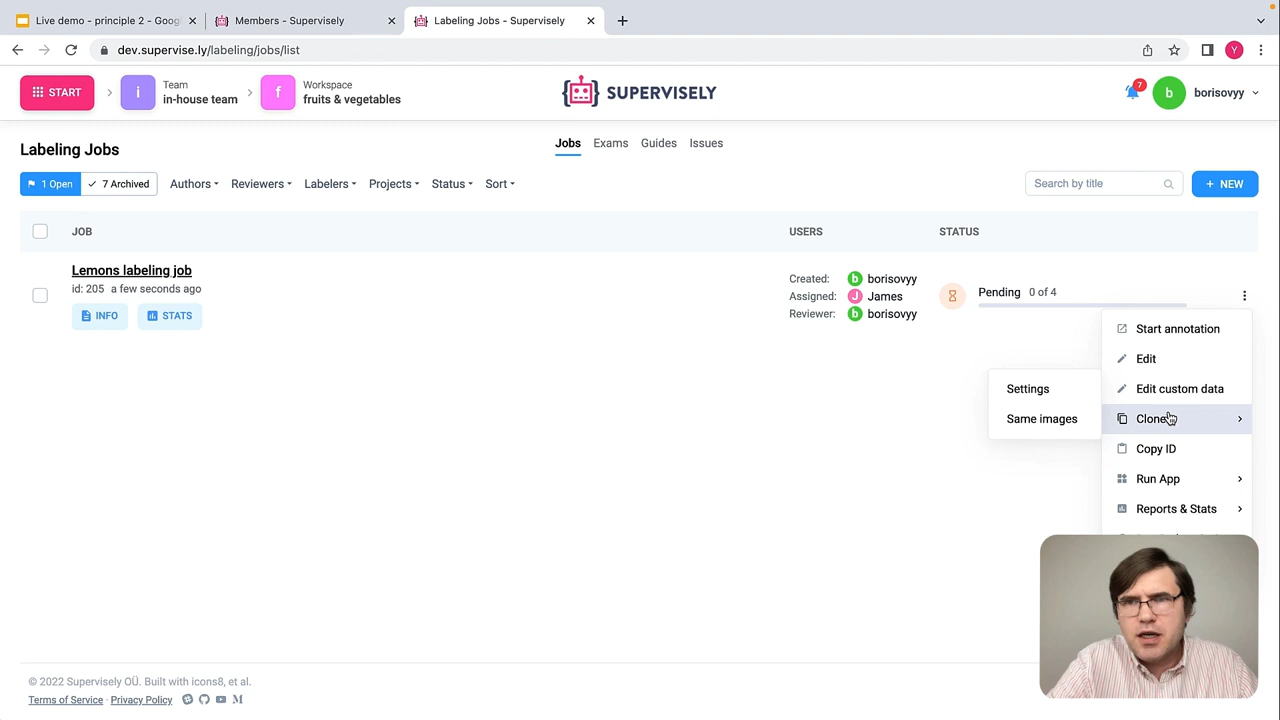 Live demo - principle 2 - Goog
Members - Supervisely
Labeling Jobs - Supervisely
dev.supervise.ly/labeling/jobs/list
Y
START
i
Team
in-house team
f
Workspace
fruits & vegetables
SUPERVISELY
7
b
borisovyy
Labeling Jobs
Jobs
Exams
Guides
Issues
1 Open
7 Archived
Authors
Reviewers
Labelers
Projects
Status
Sort
Search by title
+ NEW
JOB
USERS
STATUS
Lemons labeling job
id: 205 a few seconds ago
INFO
STATS
Created: b borisovyy
Assigned: J James
Reviewer: b borisovyy
Pending 0 of 4
Start annotation
Edit
Edit custom data
Clone
Settings
Same images
Copy ID
Run App
Reports & Stats
© 2022 Supervisely OÜ. Built with icons8, et al.
Terms of Service · Privacy Policy